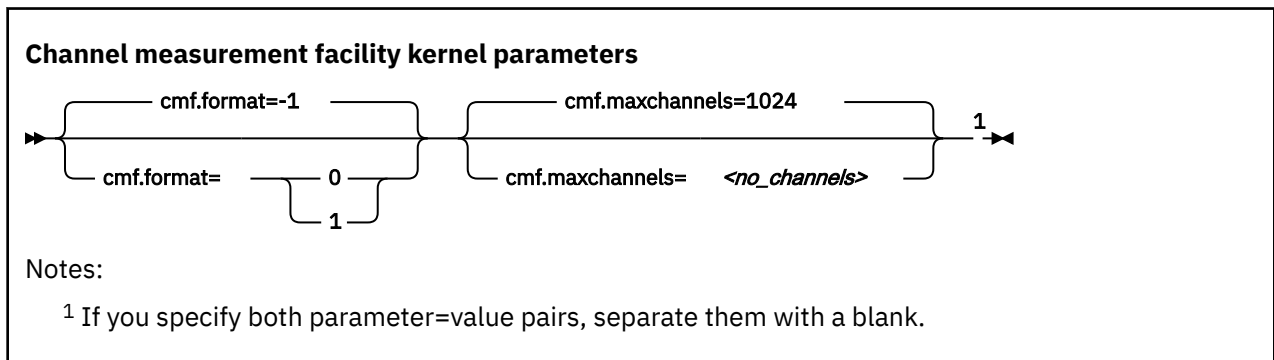 Channel measurement facility kernel parameters
cmf.format=-1 cmf.maxchannels=1024
1
cmf.format= 0 cmf.maxchannels= <no_channels>
1
Notes:
1 If you specify both parameter=value pairs, separate them with a blank.